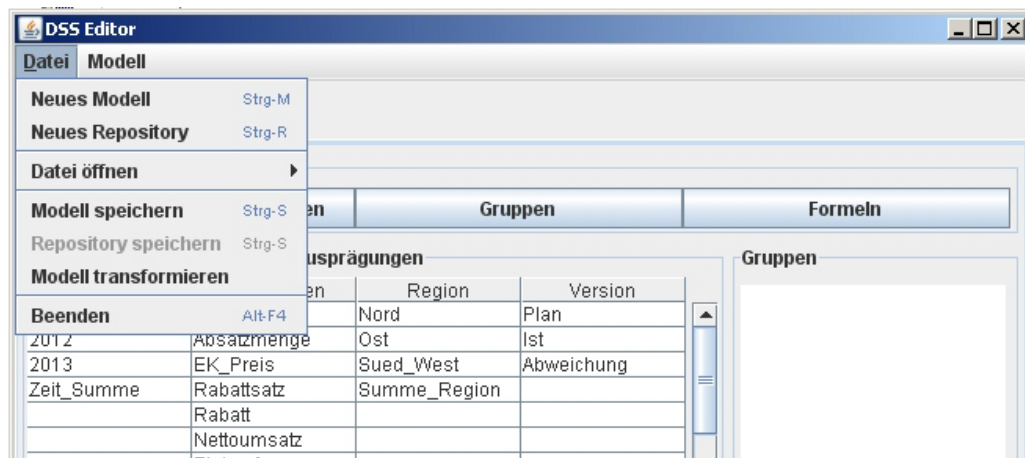 DSS Editor
Datei Modell
Neues Modell Strg-M
Neues Repository Strg-R
Datei öffnen
Modell speichern Strg-S
en Gruppen Formeln
Repository speichern Strg-S
usprägungen Gruppen
Modell transformieren
en Region Version
Beenden Alt-F4
Nord Plan
2012 Absatzmenge Ost Ist
2013 EK_Preis Sued_West Abweichung
Zeit_Summe Rabattsatz Summe_Region
Rabatt
Nettoumsatz